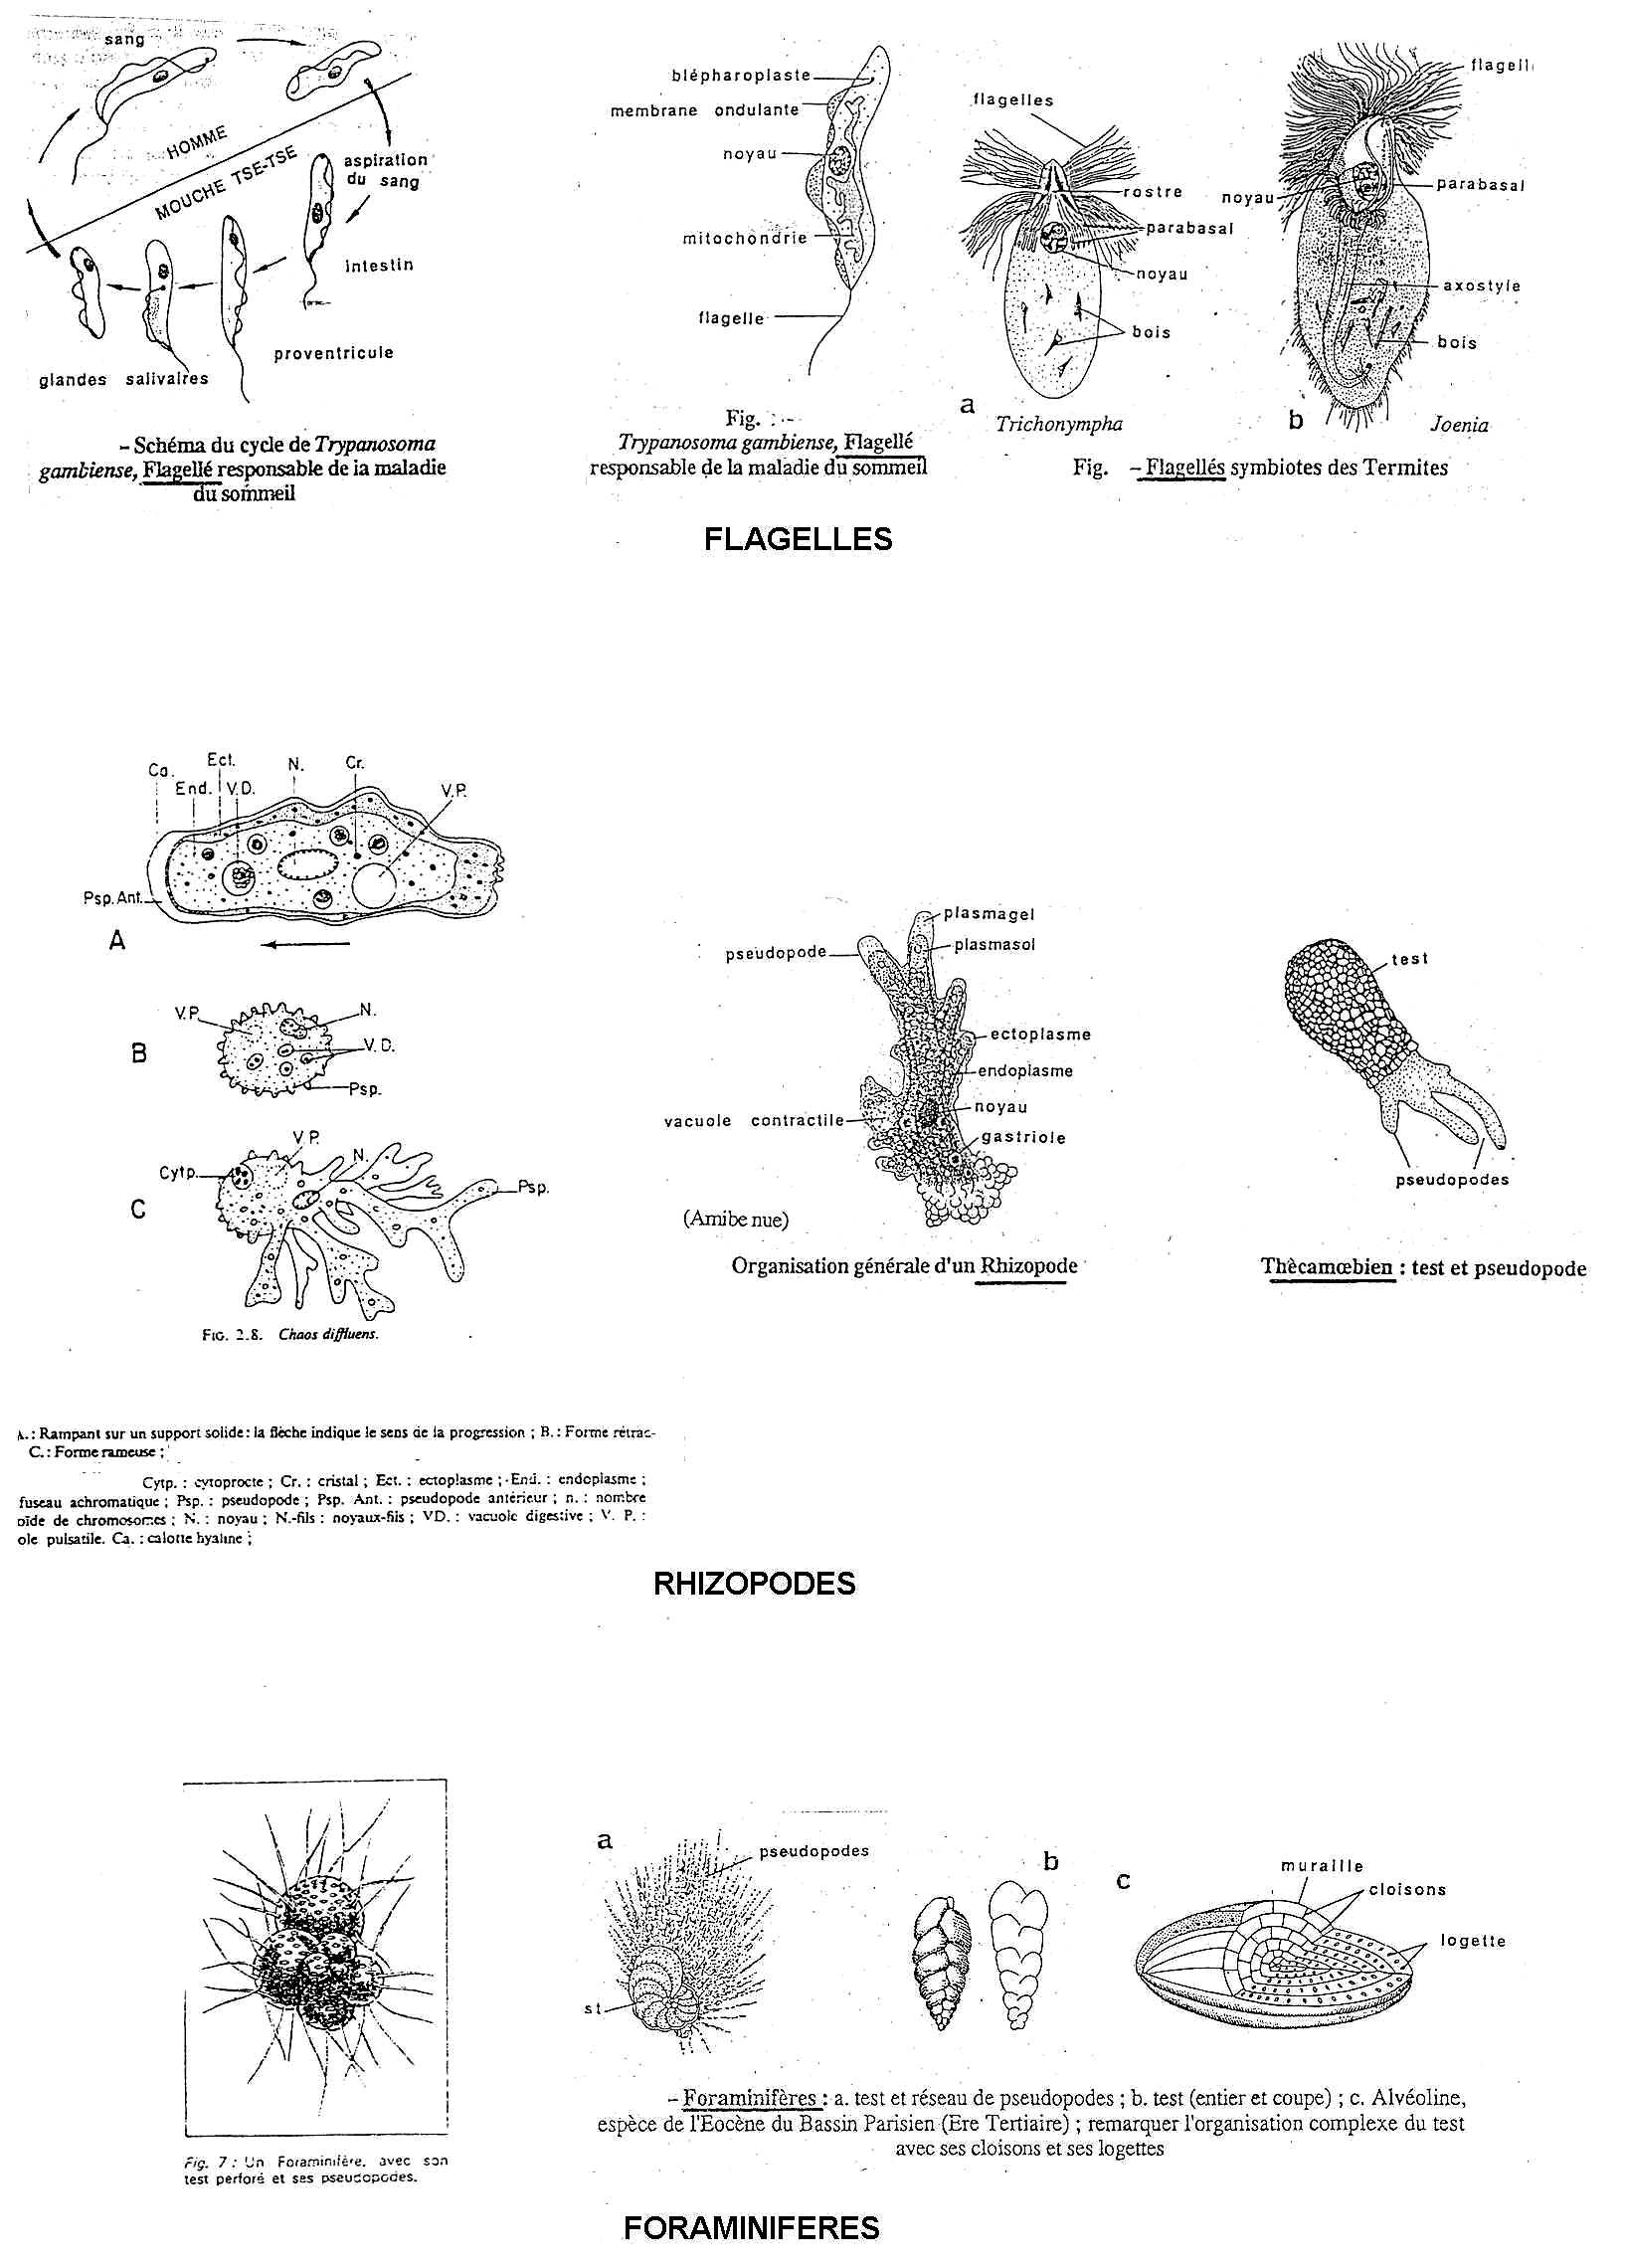 sang
HOMME
MOUCHE TSE-TSE
aspiration
du sang
intestin
proventricule
glandes salivaires
– Schéma du cycle de Trypanosoma
gambiense, Flagellé responsable de la maladie
du sommeil
blépharoplaste
membrane ondulante
noyau
mitochondrie
flagelle
Fig. :
Trypanosoma gambiense, Flagellé
responsable de la maladie du sommeil
flagelles
rostre
parabasal
noyau
bois
a
Trichonympha
flagell
noyau
parabasal
axostyle
bois
b
Joenia
Fig. – Flagellés symbiotes des Termites
FLAGELLES
Ca.
Ect.
End.
V.D.
N.
Cr.
V.P.
Psp. Ant.
A
V.P.
N.
V.D.
Psp.
B
V.P.
N.
Cytp.
Psp.
C
FIG. 2.8. Chaos diffluens.
A. : Rampant sur un support solide : la flèche indique le sens de la progression ; B. : Forme rétrac-
C. : Forme rameuse ;
Cytp. : cytoprocte ; Cr. : cristal ; Ect. : ectoplasme ; End. : endoplasme ;
fuseau achromatique ; Psp. : pseudopode ; Psp. Ant. : pseudopode antérieur ; n. : nombre
oïde de chromosomes ; N. : noyau ; N.-fils : noyaux-fils ; VD. : vacuole digestive ; V. P. :
ole pulsatile. Ca. : calotte hyaline ;
plasmagel
plasmasol
pseudopode
ectoplasme
endoplasme
noyau
vacuole contractile
gastriole
(Amibe nue)
Organisation générale d'un Rhizopode
test
pseudopodes
Thècamœbien : test et pseudopode
RHIZOPODES
Fig. 7 : Un Foraminifère, avec son
test perforé et ses pseudopodes.
a
pseudopodes
st
b
c
muraille
cloisons
logette
– Foraminifères : a. test et réseau de pseudopodes ; b. test (entier et coupe) ; c. Alvéoline,
espèce de l'Eocène du Bassin Parisien (Ere Tertiaire) ; remarquer l'organisation complexe du test
avec ses cloisons et ses logettes
FORAMINIFERES